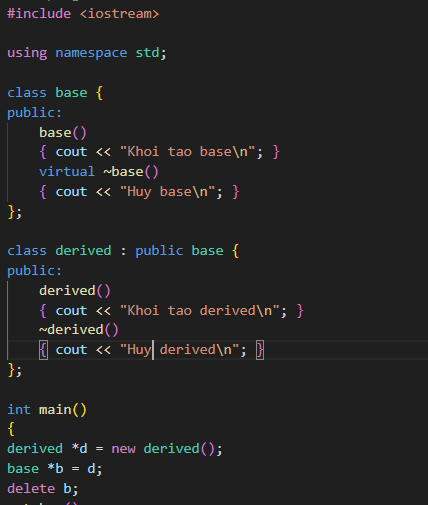 #include <iostream>
using namespace std;
class base {
public:
base()
{ cout << "Khoi tao base\n"; }
virtual ~base()
{ cout << "Huy base\n"; }
};
class derived : public base {
public:
derived()
{ cout << "Khoi tao derived\n"; }
~derived()
{ cout << "Huy derived\n"; }
};
int main()
{
derived *d = new derived();
base *b = d;
delete b;